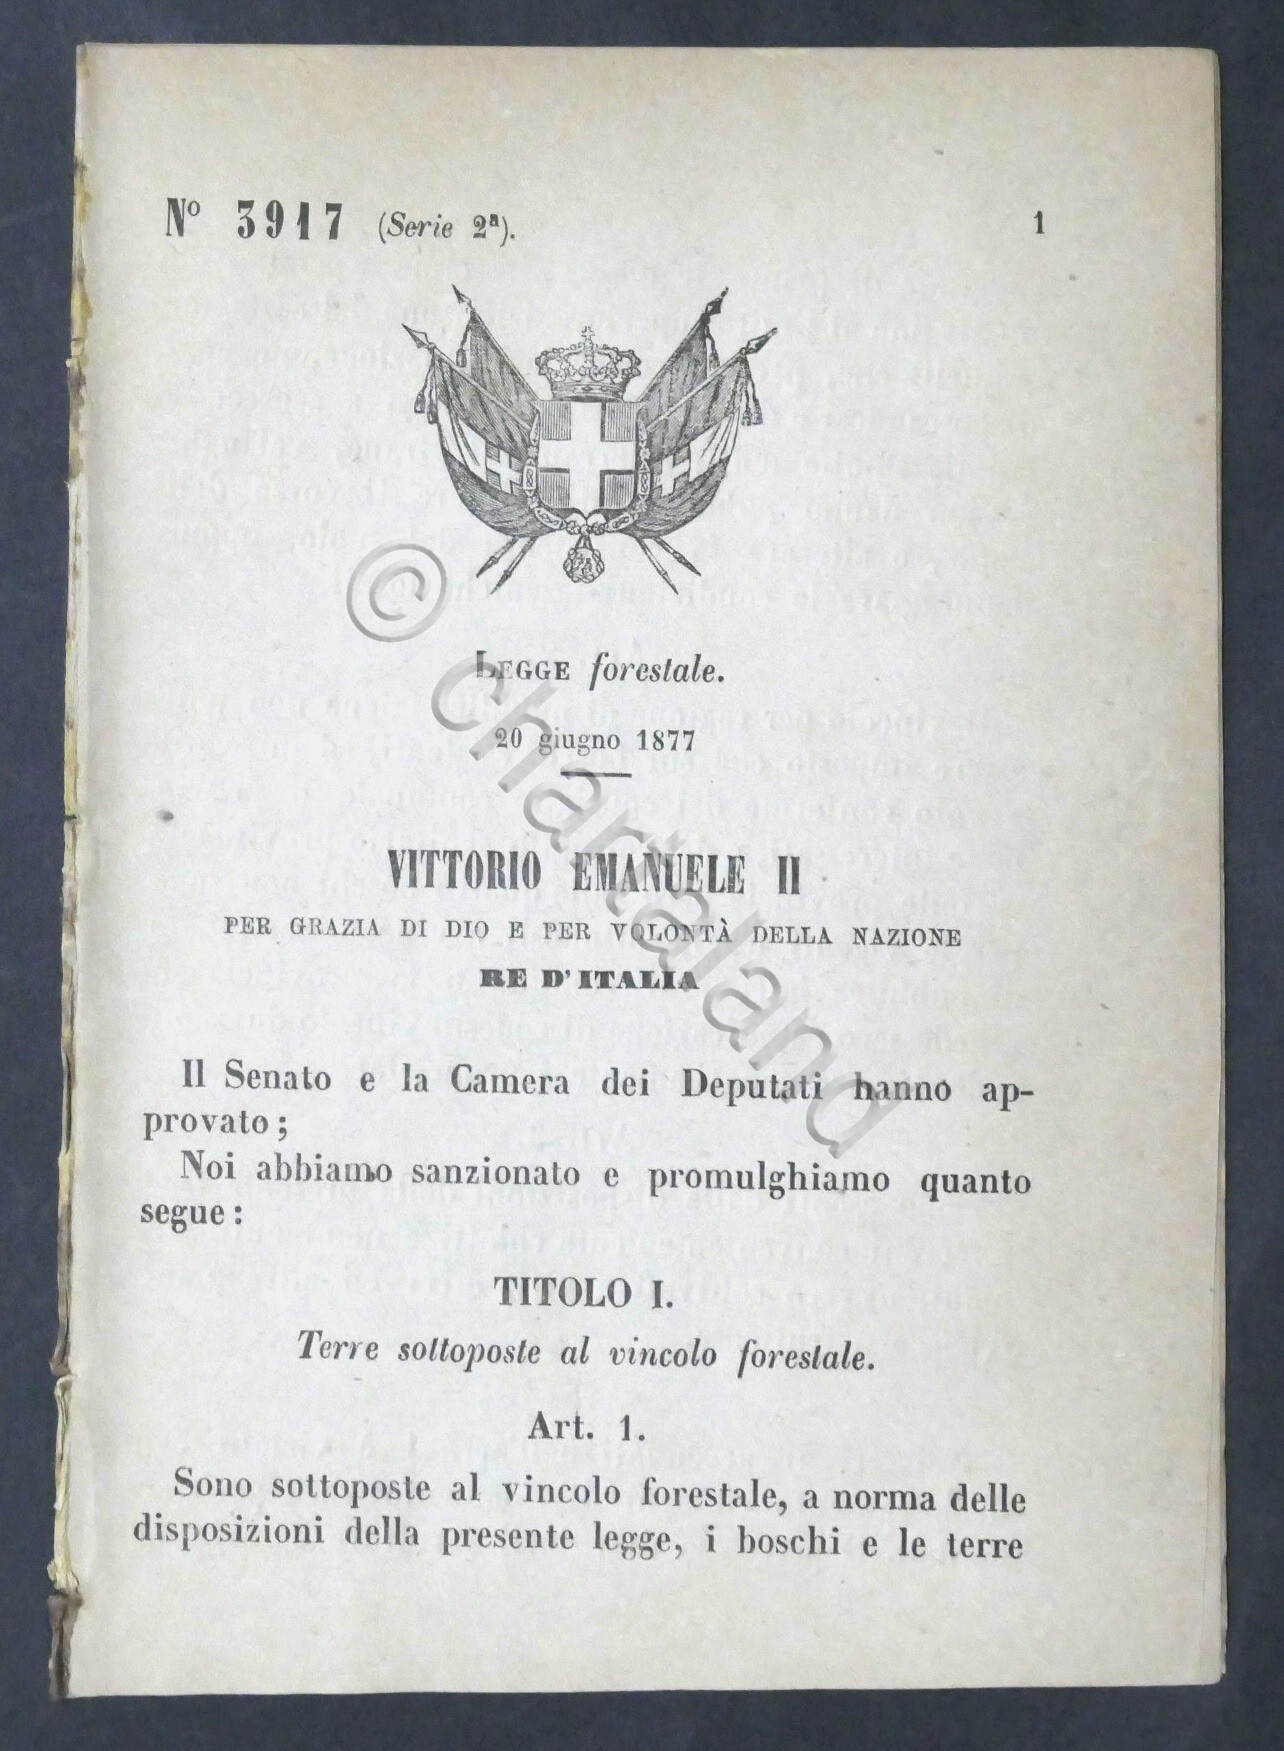 Nº 3917 (Serie 2ª).
1
LEGGE forestale.
20 giugno 1877
VITTORIO EMANUELE II
PER GRAZIA DI DIO E PER VOLONTÀ DELLA NAZIONE
RE D'ITALIA
Il Senato e la Camera dei Deputati hanno ap-
provato;
Noi abbiamo sanzionato e promulghiamo quanto
segue:
TITOLO I.
Terre sottoposte al vincolo forestale.
Art. 1.
Sono sottoposte al vincolo forestale, a norma delle
disposizioni della presente legge, i boschi e le terre
© chartaland